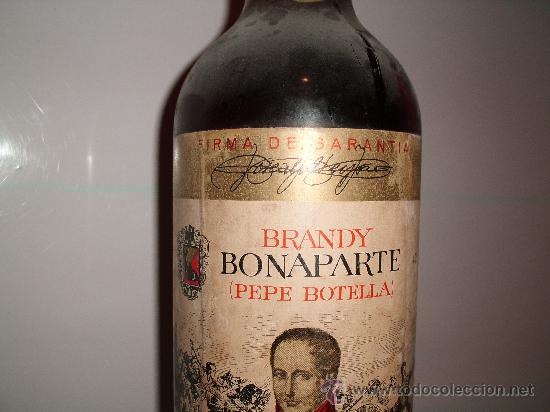 FIRMA DE GARANTIA
BRANDY
BONAPARTE
(PEPE BOTELLA)
todocoleccion.net